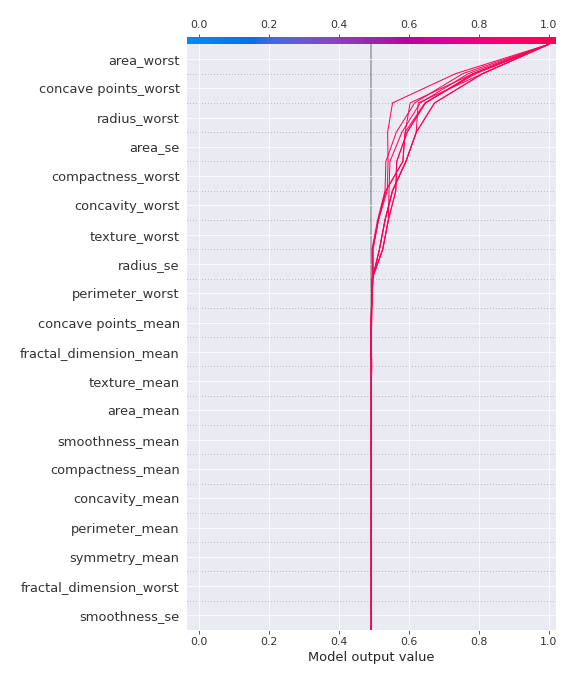 0.0 0.2 0.4 0.6 0.8 1.0
area_worst
concave points_worst
radius_worst
area_se
compactness_worst
concavity_worst
texture_worst
radius_se
perimeter_worst
concave points_mean
fractal_dimension_mean
texture_mean
area_mean
smoothness_mean
compactness_mean
concavity_mean
perimeter_mean
symmetry_mean
fractal_dimension_worst
smoothness_se
0.0 0.2 0.4 0.6 0.8 1.0
Model output value